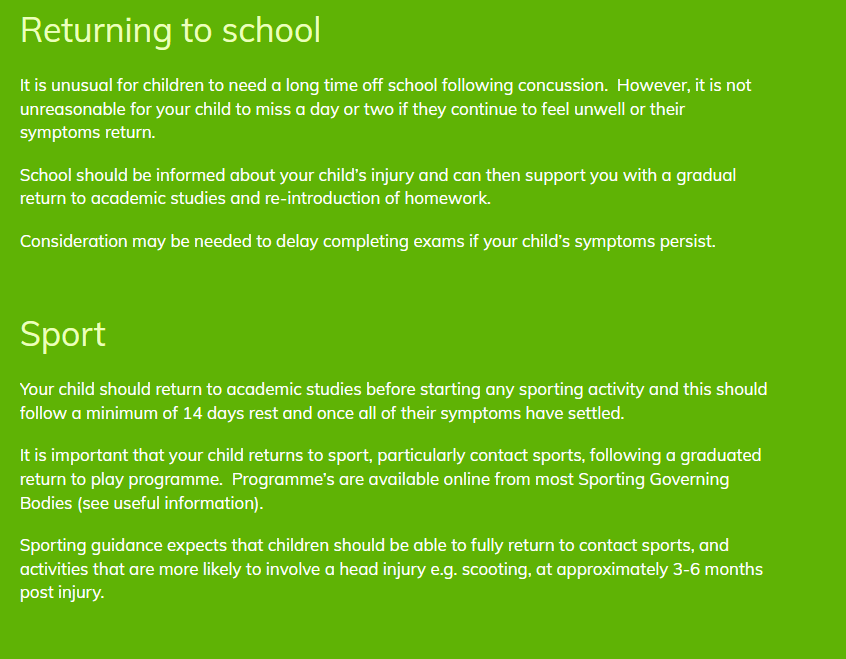 Returning to school
It is unusual for children to need a long time off school following concussion.  However, it is not
unreasonable for your child to miss a day or two if they continue to feel unwell or their
symptoms return.
School should be informed about your child's injury and can then support you with a gradual
return to academic studies and re-introduction of homework.
Consideration may be needed to delay completing exams if your child's symptoms persist.
Sport
Your child should return to academic studies before starting any sporting activity and this should
follow a minimum of 14 days rest and once all of their symptoms have settled.
It is important that your child returns to sport, particularly contact sports, following a graduated
return to play programme.  Programme's are available online from most Sporting Governing
Bodies (see useful information).
Sporting guidance expects that children should be able to fully return to contact sports, and
activities that are more likely to involve a head injury e.g. scooting, at approximately 3-6 months
post injury.